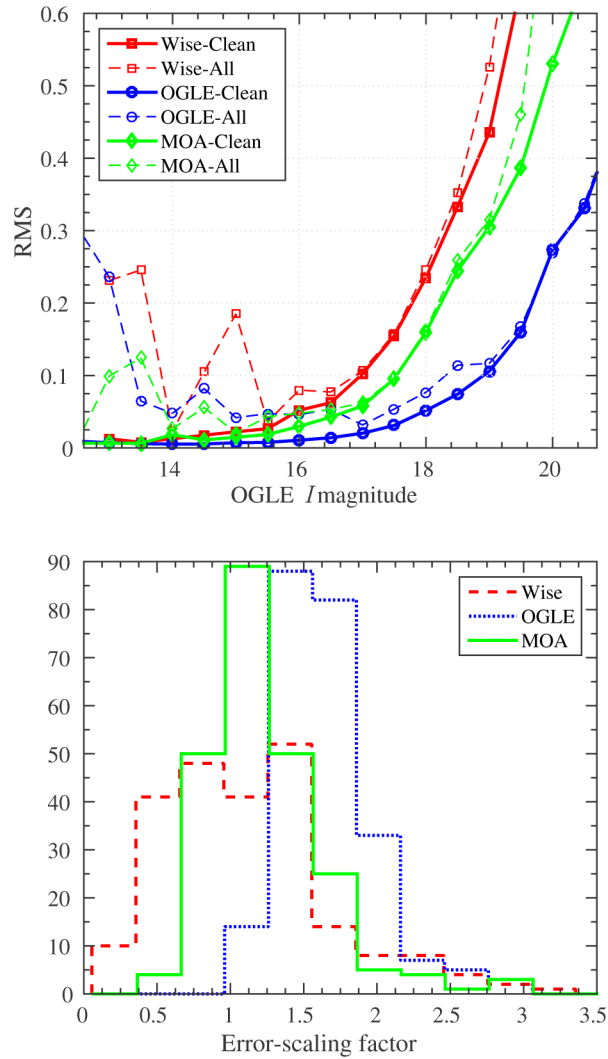 0.6
0.5
0.4
0.3
0.2
0.1
0
RMS
Wise-Clean
Wise-All
OGLE-Clean
OGLE-All
MOA-Clean
MOA-All
14 16 18 20
OGLE I magnitude
90
80
70
60
50
40
30
20
10
0
Wise
OGLE
MOA
0 0.5 1 1.5 2 2.5 3 3.5
Error-scaling factor